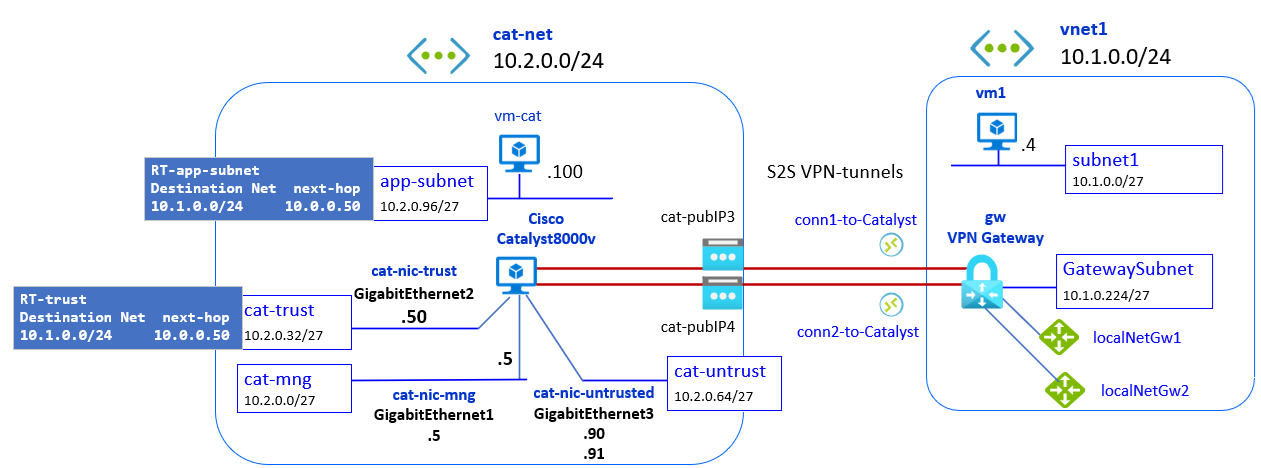 cat-net
10.2.0.0/24
vnet1
10.1.0.0/24
vm-cat
.100
vm1
.4
subnet1
10.1.0.0/27
RT-app-subnet
Destination Net next-hop
10.1.0.0/24 10.0.0.50
app-subnet
10.2.0.96/27
S2S VPN-tunnels
Cisco
Catalyst8000v
cat-pubIP3
conn1-to-Catalyst
gw
VPN Gateway
GatewaySubnet
10.1.0.224/27
cat-nic-trust
GigabitEthernet2
.50
RT-trust
Destination Net next-hop
10.1.0.0/24 10.0.0.50
cat-trust
10.2.0.32/27
cat-pubIP4
conn2-to-Catalyst
localNetGw1
.5
cat-mng
10.2.0.0/27
cat-nic-mng
GigabitEthernet1
.5
cat-nic-untrusted
GigabitEthernet3
.90
.91
cat-untrust
10.2.0.64/27
localNetGw2